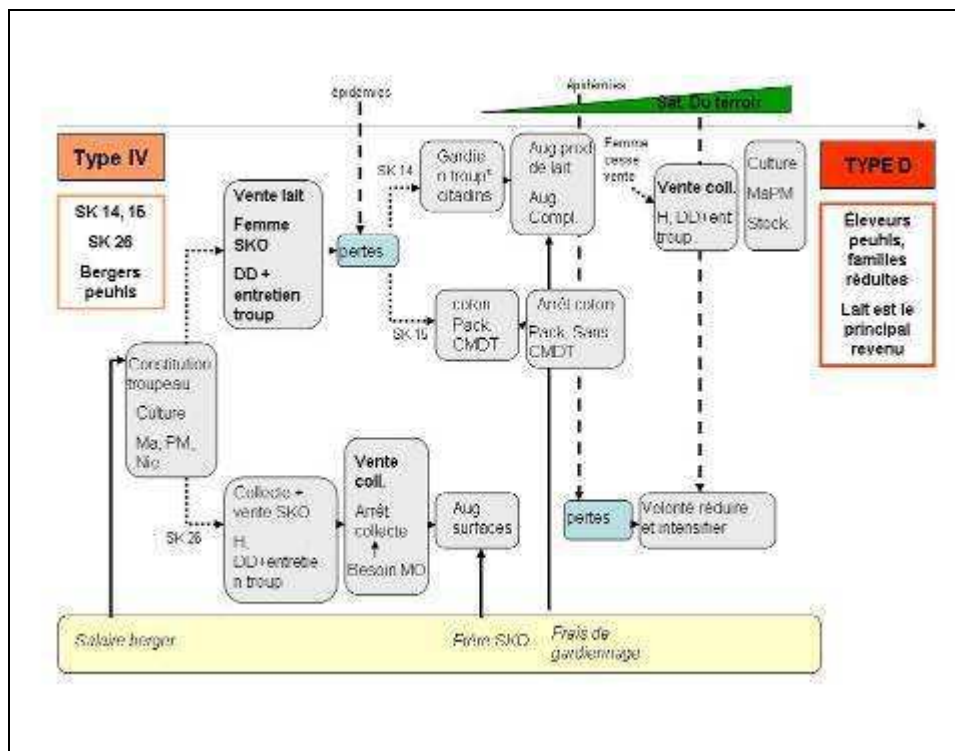 épidémies
épidémies
Sat. Du terroir
Type IV
SK 14, 16
SK 26
Bergers
peuhls
Vente lait
Femme
SKO
DD +
entretien
troup
pertes
SK 14
Gardie
n troup
citadins
Aug prod
de lait
Aug
Compl.
Femme
cesse
vente
Vente coll.
H, DD+ent
troup.
Culture
MaPM
Stock.
TYPE D
Éleveurs
peuhls,
familles
réduites
Lait est le
principal
revenu
SK 15
coton
Pack,
CMDT
Arrêt coton
Pack, Sans
CMDT
Constitution
troupeau
Culture
Ma, PM,
Nie
SK 26
Collecte +
vente SKO
H,
DD+entretie
n troup
Vente
coll.
Arrêt
collecte
Besoin MO
Aug
surfaces
pertes
Volonté réduire
et intensifier
Salaire berger
Frère SKO
Frais de
gardiennage